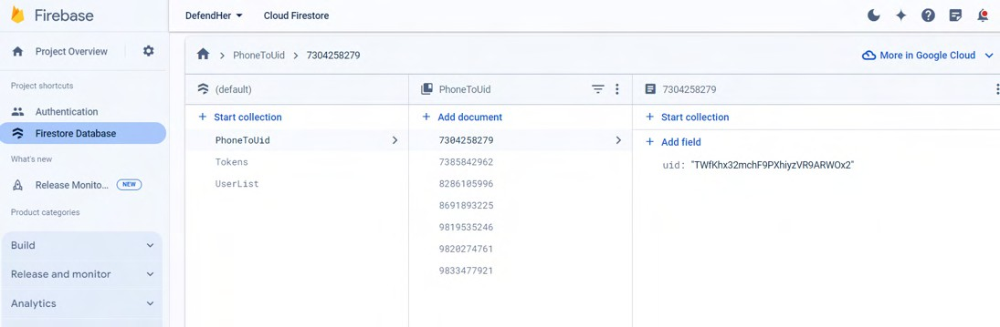 Firebase
DefendHer
Cloud Firestore
Project Overview
Project shortcuts
Authentication
Firestore Database
What's new
Release Monito...
NEW
Product categories
Build
Release and monitor
Analytics
PhoneToUid
7304258279
More in Google Cloud
(default)
Start collection
PhoneToUid
Tokens
UserList
PhoneToUid
Add document
7304258279
7385842962
8286105996
8691893225
9819535246
9820274761
9833477921
7304258279
Start collection
Add field
uid: "TWfKhx32mchF9PXhiyzVR9ARWOx2"